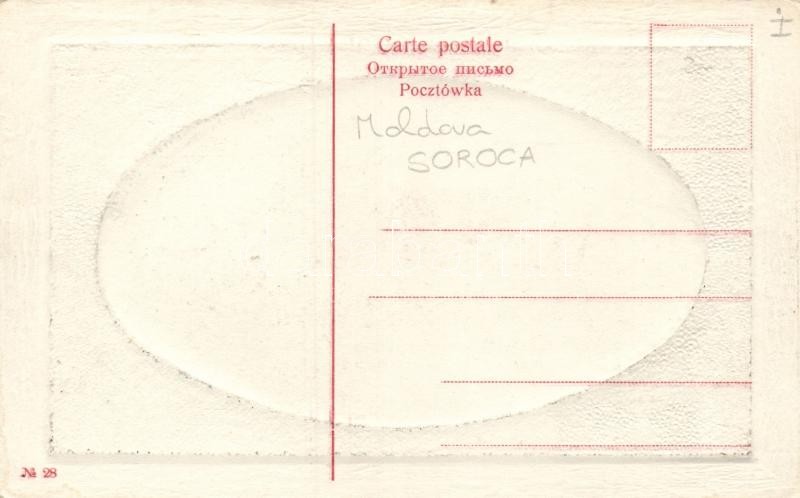 Carte postale
Открытое письмо
Pocztówka
Moldova
SOROCA
№ 28